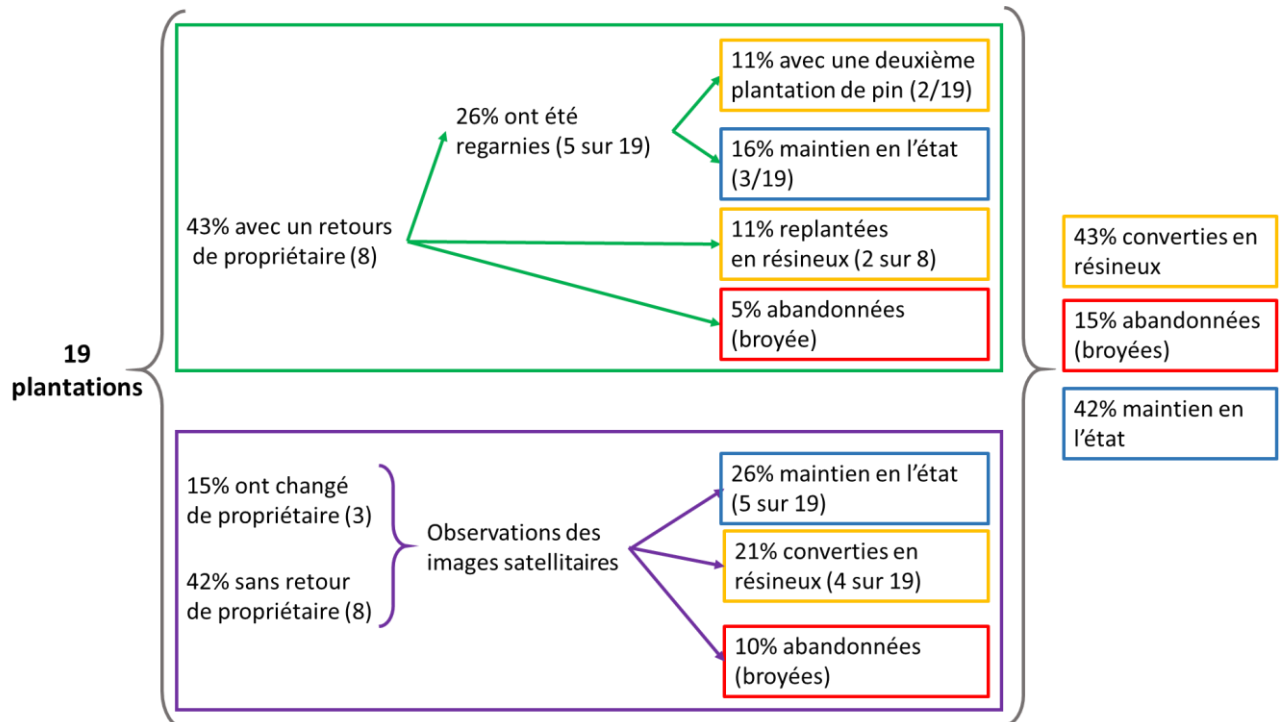 19
plantations
43% avec un retours
de propriétaire (8)
26% ont été
regarnies (5 sur 19)
11% avec une deuxième
plantation de pin (2/19)
16% maintien en l'état
(3/19)
11% replantées
en résineux (2 sur 8)
5% abandonnées
(broyée)
15% ont changé
de propriétaire (3)
42% sans retour
de propriétaire (8)
Observations des
images satellitaires
26% maintien en l'état
(5 sur 19)
21% converties en
résineux (4 sur 19)
10% abandonnées
(broyées)
43% converties en
résineux
15% abandonnées
(broyées)
42% maintien en
l'état